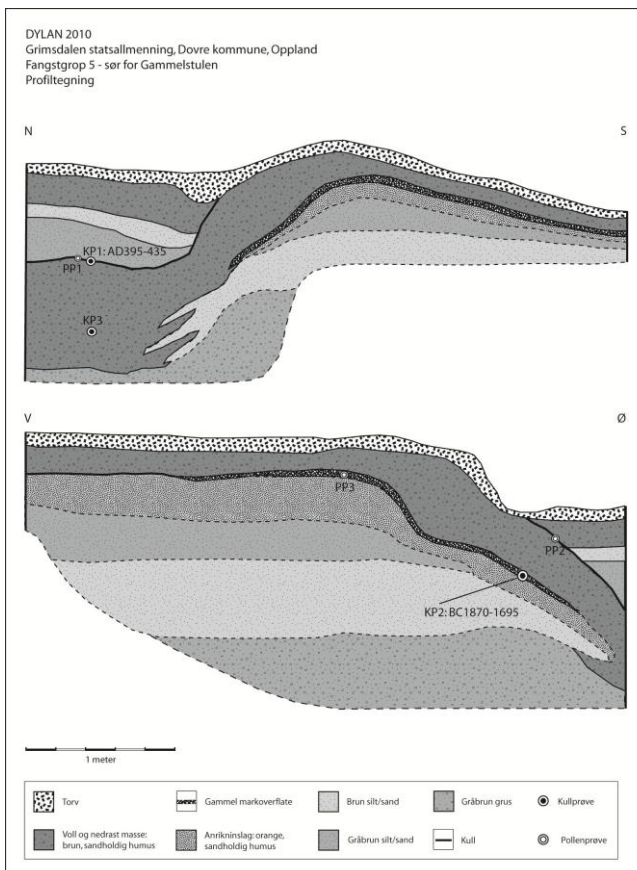 DYLAN 2010
Grimsdalen statsallmenning, Dovre kommune, Oppland
Fangstgrop 5 - sør for Gammelstulen
Profiltegning
N
S
KP1: AD395-435
PP1
KP3
V
Ø
PP3
PP2
KP2: BC1870-1695
1 meter
Torv
Gammel markoverflate
Brun silt/sand
Gråbrun grus
Kullprøve
Voll og nedrast masse:
brun, sandholdig humus
Anrikninslag: orange,
sandholdig humus
Gråbrun silt/sand
Kull
Pollenprøve